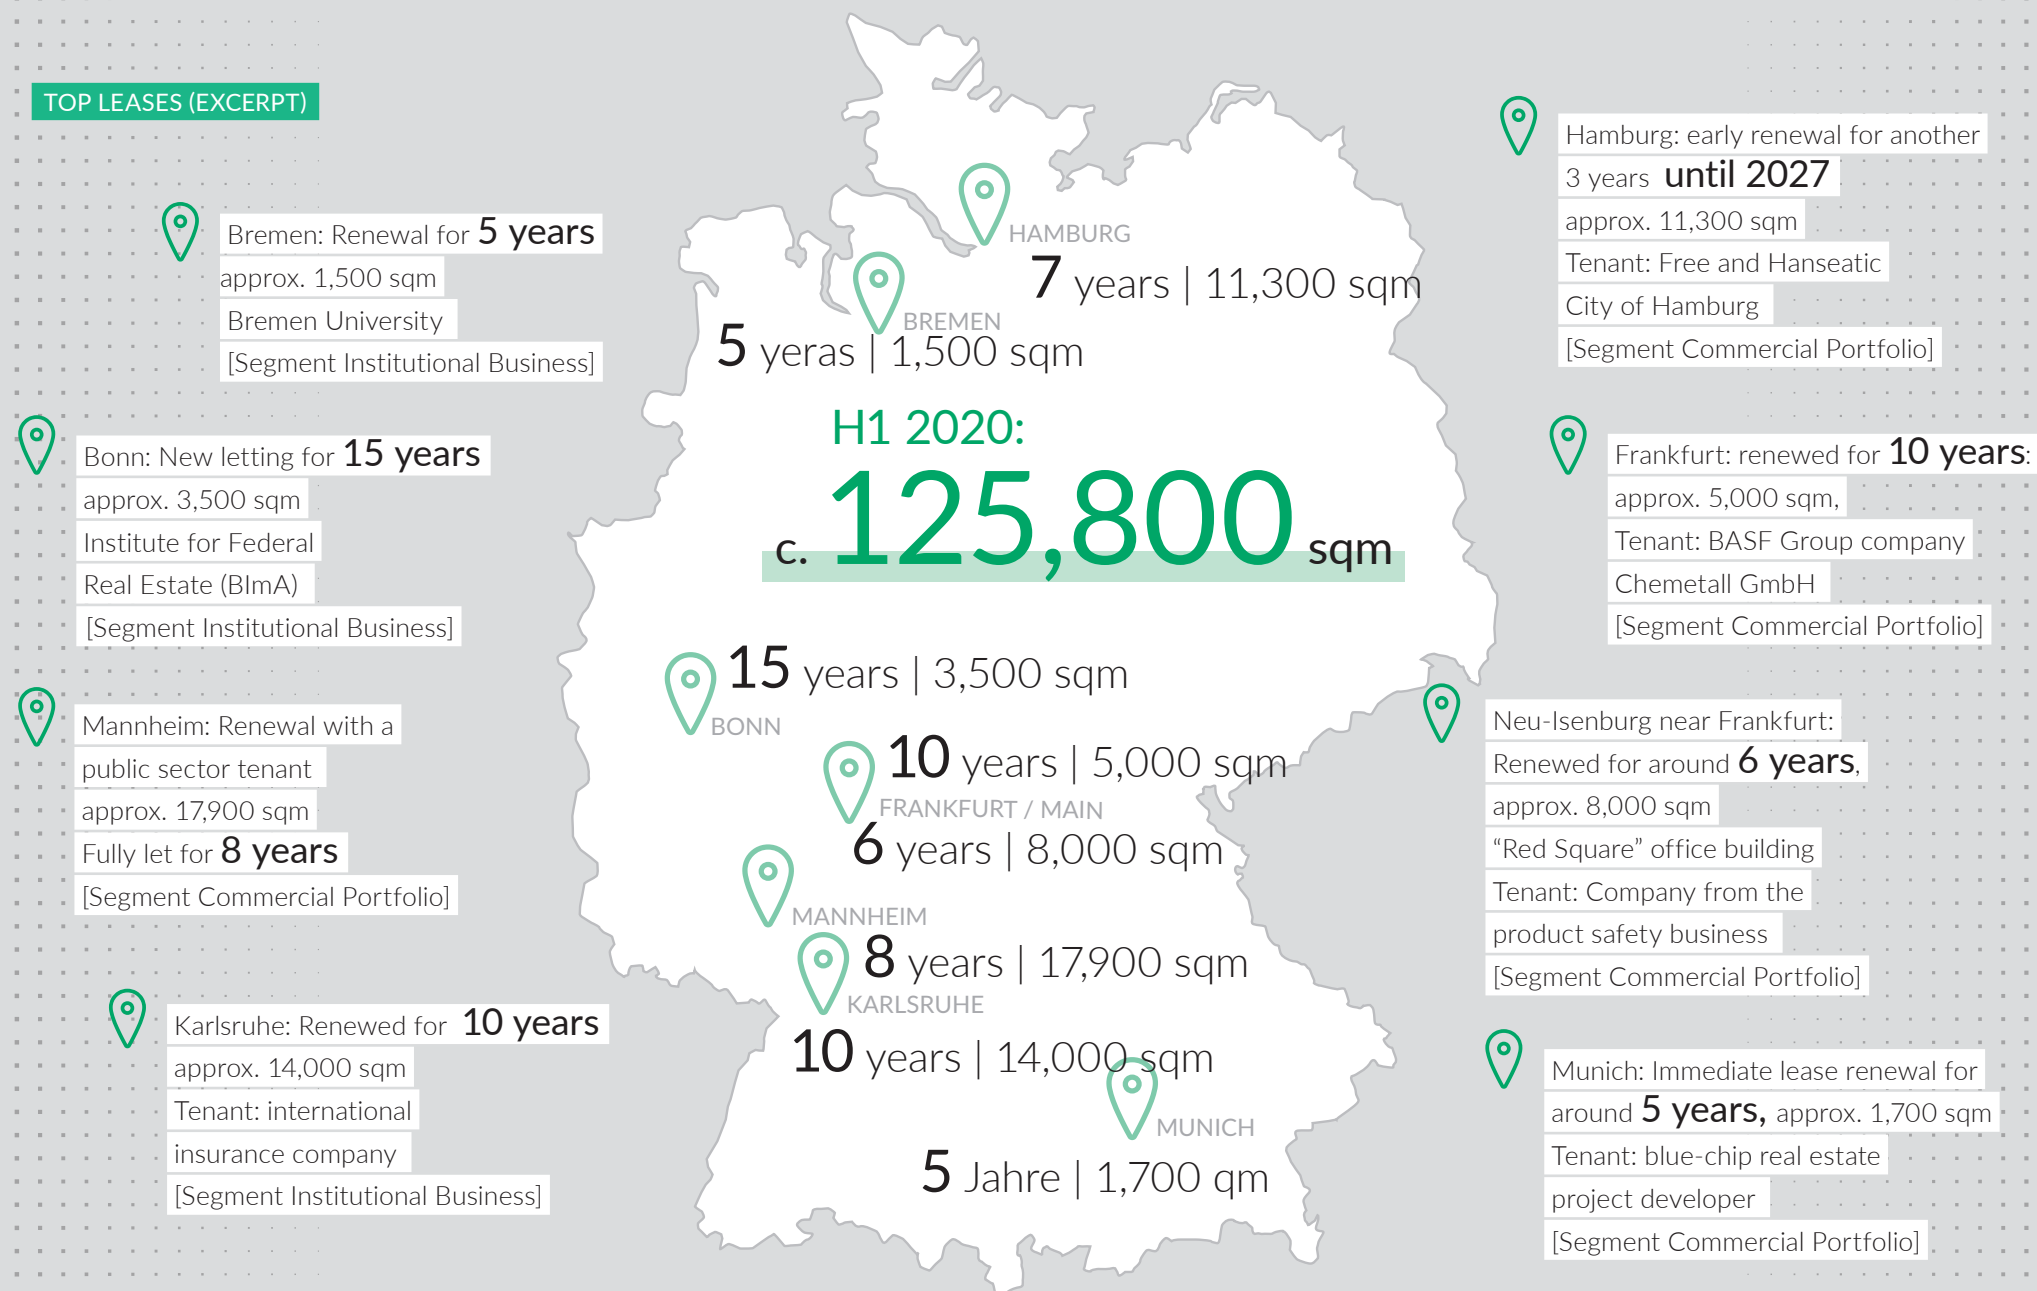 TOP LEASES (EXCERPT)
Bremen: Renewal for 5 years
approx. 1,500 sqm
Bremen University
[Segment Institutional Business]
Bonn: New letting for 15 years
approx. 3,500 sqm
Institute for Federal
Real Estate (BImA)
[Segment Institutional Business]
Mannheim: Renewal with a
public sector tenant
approx. 17,900 sqm
Fully let for 8 years
[Segment Commercial Portfolio]
Karlsruhe: Renewed for 10 years
approx. 14,000 sqm
Tenant: international
insurance company
[Segment Institutional Business]
HAMBURG
7 years | 11,300 sqm
BREMEN
5 yeras | 1,500 sqm
H1 2020:
c. 125,800 sqm
15 years | 3,500 sqm
BONN
10 years | 5,000 sqm
FRANKFURT / MAIN
6 years | 8,000 sqm
MANNHEIM
8 years | 17,900 sqm
KARLSRUHE
10 years | 14,000 sqm
MUNICH
5 Jahre | 1,700 qm
Hamburg: early renewal for another
3 years until 2027
approx. 11,300 sqm
Tenant: Free and Hanseatic
City of Hamburg
[Segment Commercial Portfolio]
Frankfurt: renewed for 10 years:
approx. 5,000 sqm,
Tenant: BASF Group company
Chemetall GmbH
[Segment Commercial Portfolio]
Neu-Isenburg near Frankfurt:
Renewed for around 6 years,
approx. 8,000 sqm
“Red Square” office building
Tenant: Company from the
product safety business
[Segment Commercial Portfolio]
Munich: Immediate lease renewal for
around 5 years, approx. 1,700 sqm
Tenant: blue-chip real estate
project developer
[Segment Commercial Portfolio]